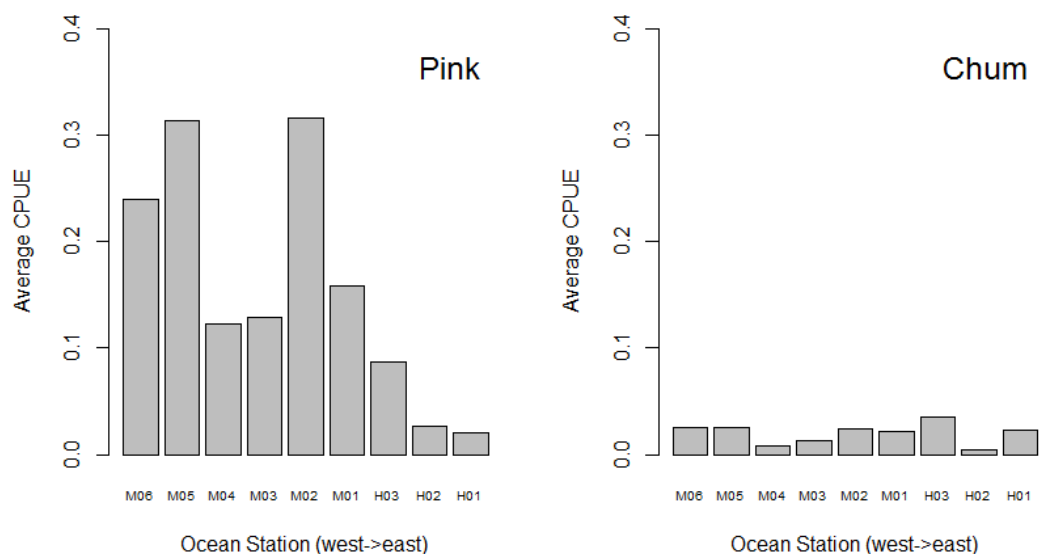 Pink
Average CPUE
0.4
0.3
0.2
0.1
0.0
M06 M05 M04 M03 M02 M01 H03 H02 H01
Ocean Station (west->east)
Chum
Average CPUE
0.4
0.3
0.2
0.1
0.0
M06 M05 M04 M03 M02 M01 H03 H02 H01
Ocean Station (west->east)